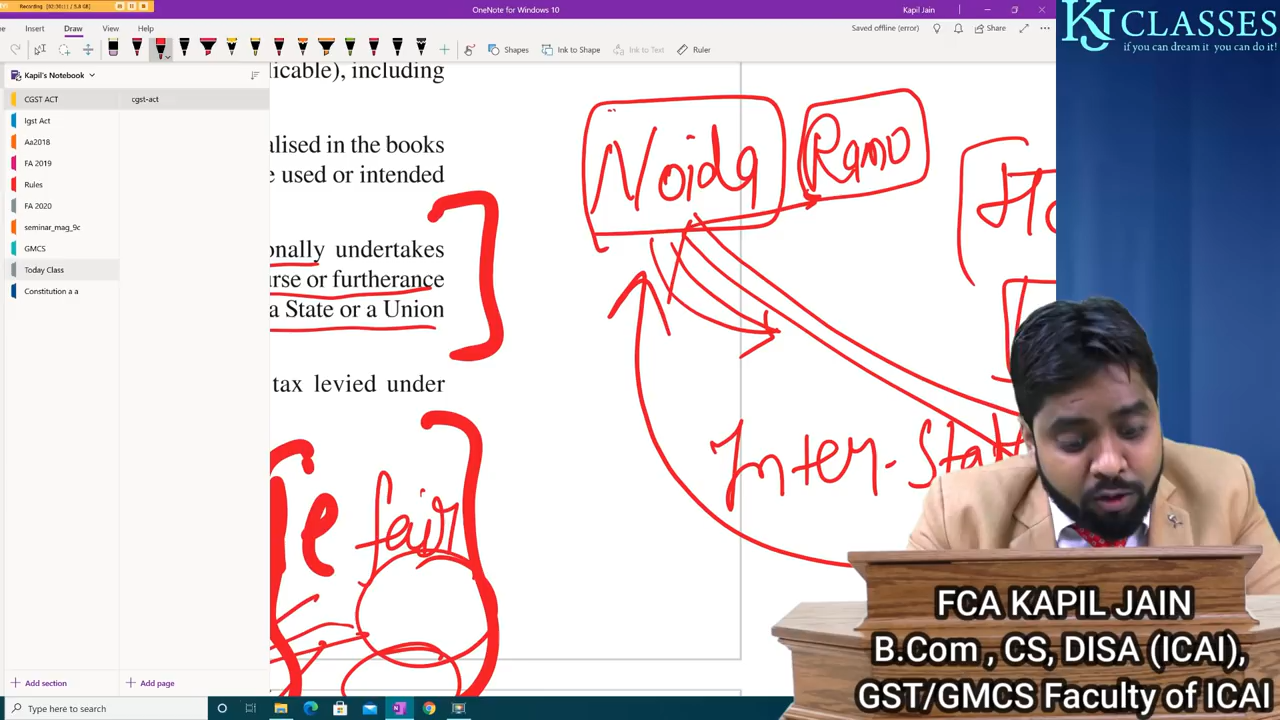 Recording
OneNote for Windows 10
Kapil Jain
Insert Draw View Help
Saved offline (error) Share
Shapes Ink to Shape Ink to Text Ruler
KJ CLASSES
if you can dream it you can do it!
Kapil's Notebook
CGST ACT
Igst Act
Aa2018
FA 2019
Rules
FA 2020
seminar_mag_9c
GMCS
Today Class
Constitution a a
cgst-act
Add section
Add page
licable), including
alised in the books
e used or intended
onally undertakes
rse or furtherance
a State or a Union
tax levied under
fair
Noida
Ramo
Inter-Stat
FCA KAPIL JAIN
B.Com , CS, DISA (ICAI),
GST/GMCS Faculty of ICAI
Type here to search